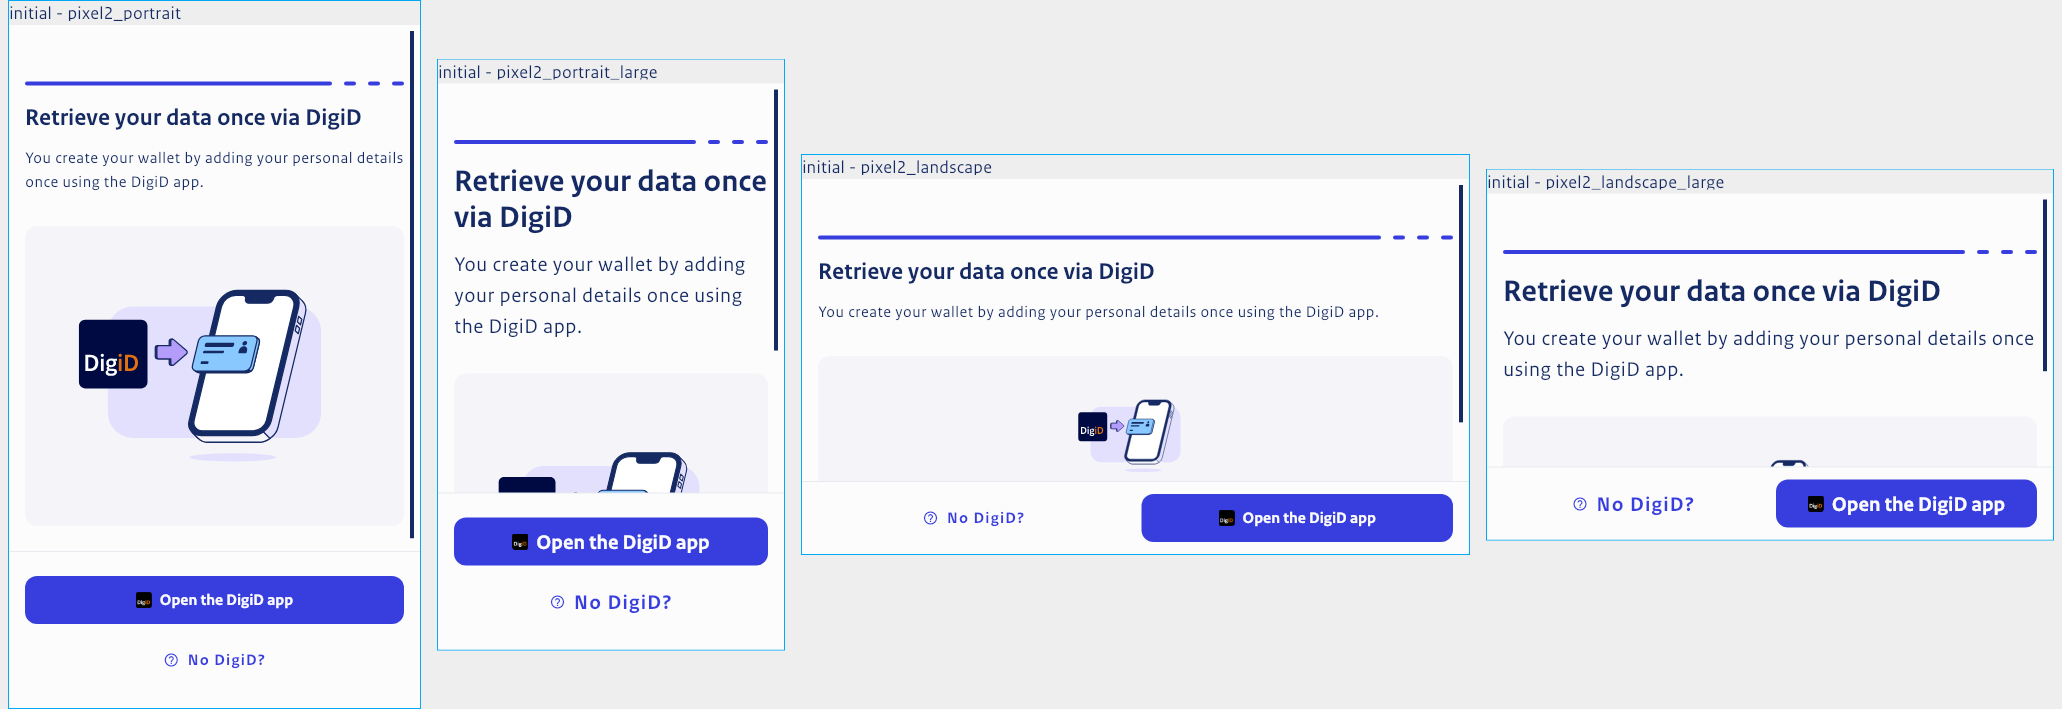 initial - pixel2_portrait
Retrieve your data once via DigiD
You create your wallet by adding your personal details
once using the DigiD app.
DigiD
DigiD Open the DigiD app
No DigiD?
initial - pixel2_portrait_large
Retrieve your data once
via DigiD
You create your wallet by adding
your personal details once using
the DigiD app.
DigiD Open the DigiD app
No DigiD?
initial - pixel2_landscape
Retrieve your data once via DigiD
You create your wallet by adding your personal details once using the DigiD app.
DigiD
No DigiD?
DigiD Open the DigiD app
initial - pixel2_landscape_large
Retrieve your data once via DigiD
You create your wallet by adding your personal details once
using the DigiD app.
No DigiD?
DigiD Open the DigiD app